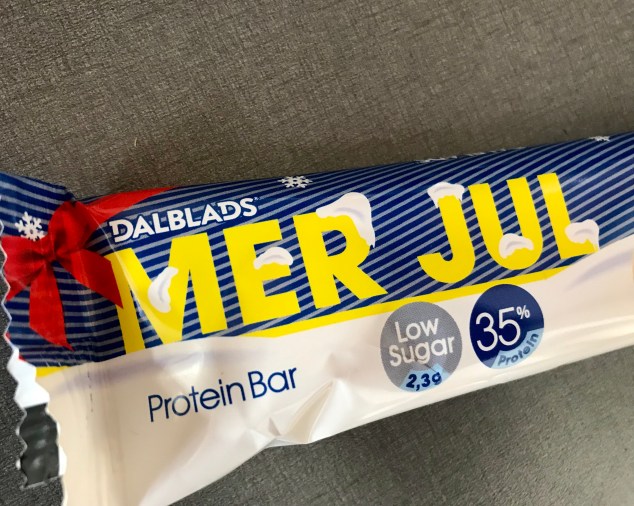 DALBLADS
MER JUL
Protein Bar
Low
Sugar
2,3g
35%
Protein